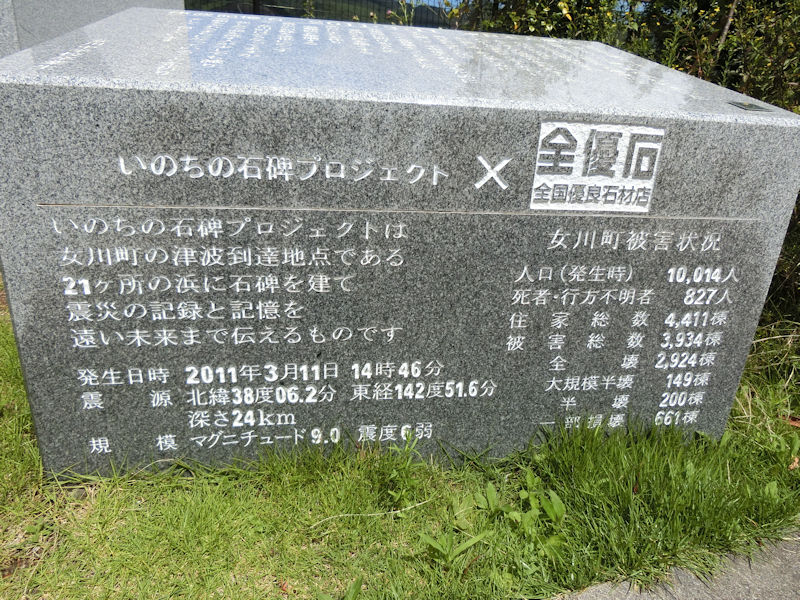 いのちの石碑プロジェクト × 全優石
全国優良石材店
いのちの石碑プロジェクトは
女川町の津波到達地点である
21ヶ所の浜に石碑を建て
震災の記録と記憶を
遠い未来まで伝えるものです
発生日時 2011年3月11日 14時46分
震源 北緯38度06.2分 東経142度51.6分
深さ24km
規模 マグニチュード9.0 震度6弱
女川町被害状況
人口(発生時) 10,014人
死者・行方不明者 827人
住家総数 4,411棟
被害総数 3,934棟
全壊 2,924棟
大規模半壊 149棟
半壊 200棟
一部損壊 661棟